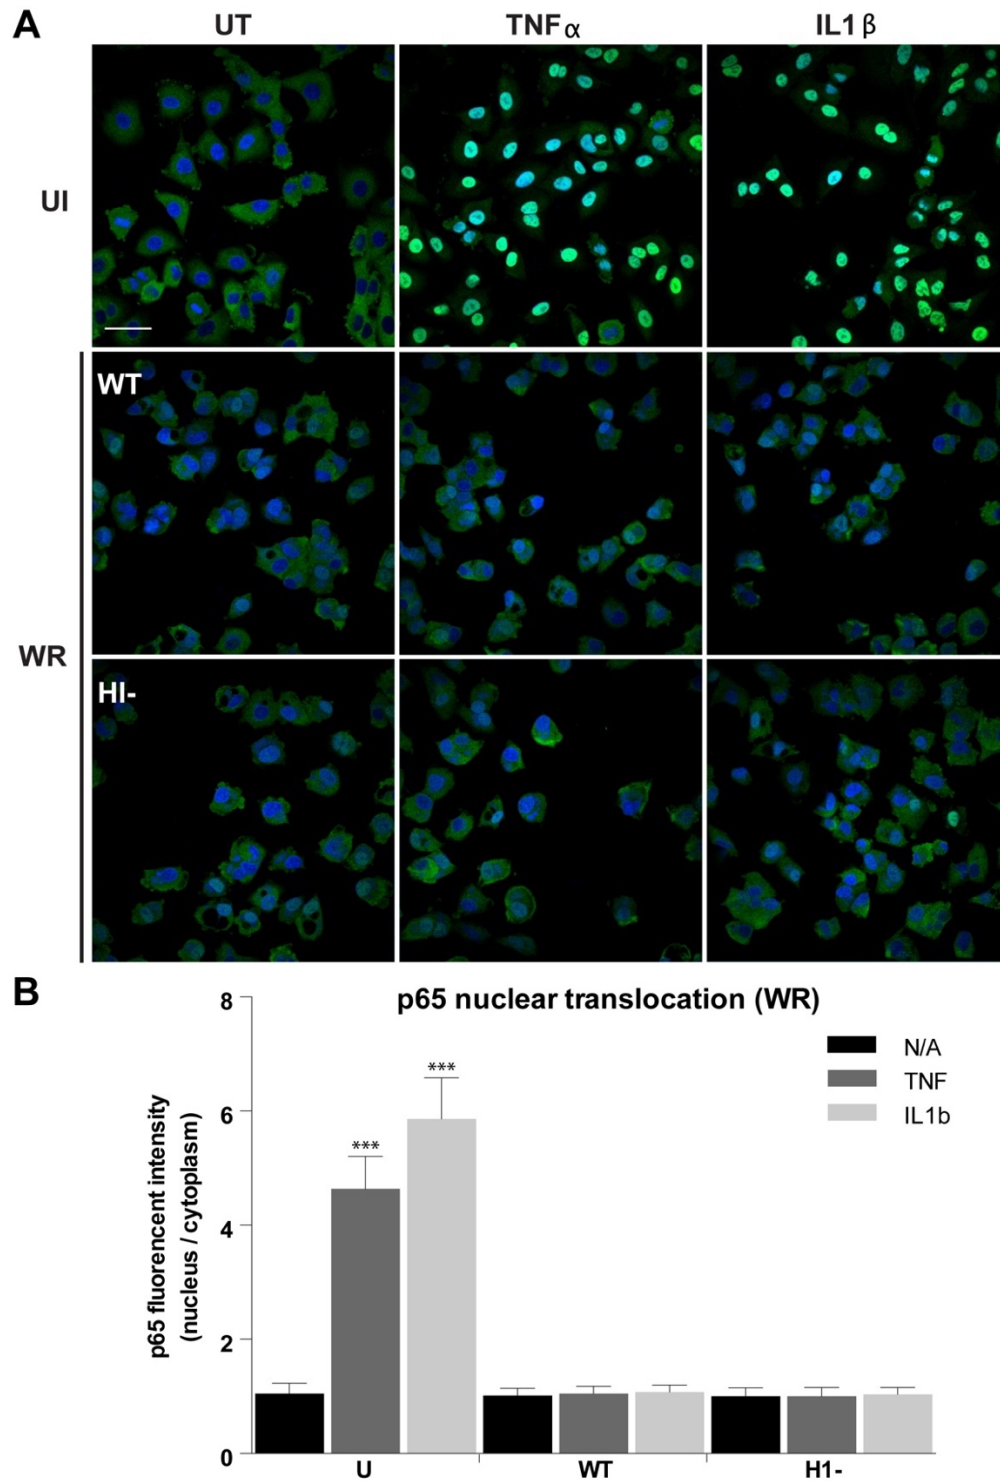 A
UT TNFα IL1β
UI
WT
WR
HI-
B
p65 nuclear translocation (WR)
p65 fluorencent intensity
(nucleus / cytoplasm)
8
6
4
2
0
***
***
N/A
TNF
IL1b
U WT H1-